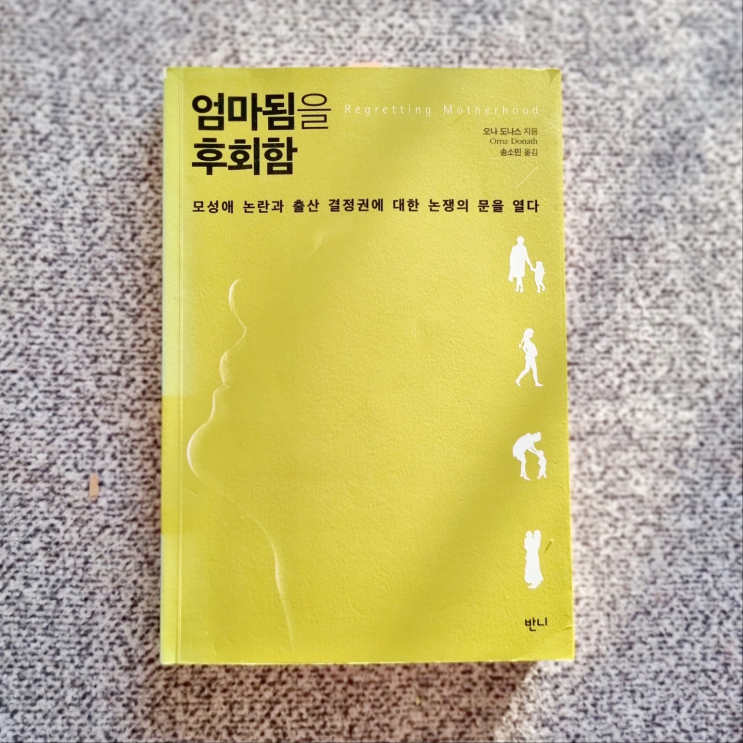 엄마됨을
Regretting Motherhood
후회함
오나 도나스 지음
Orna Donath
송소민 옮김
모성애 논란과 출산 결정권에 대한 논쟁의 문을 열다
반니